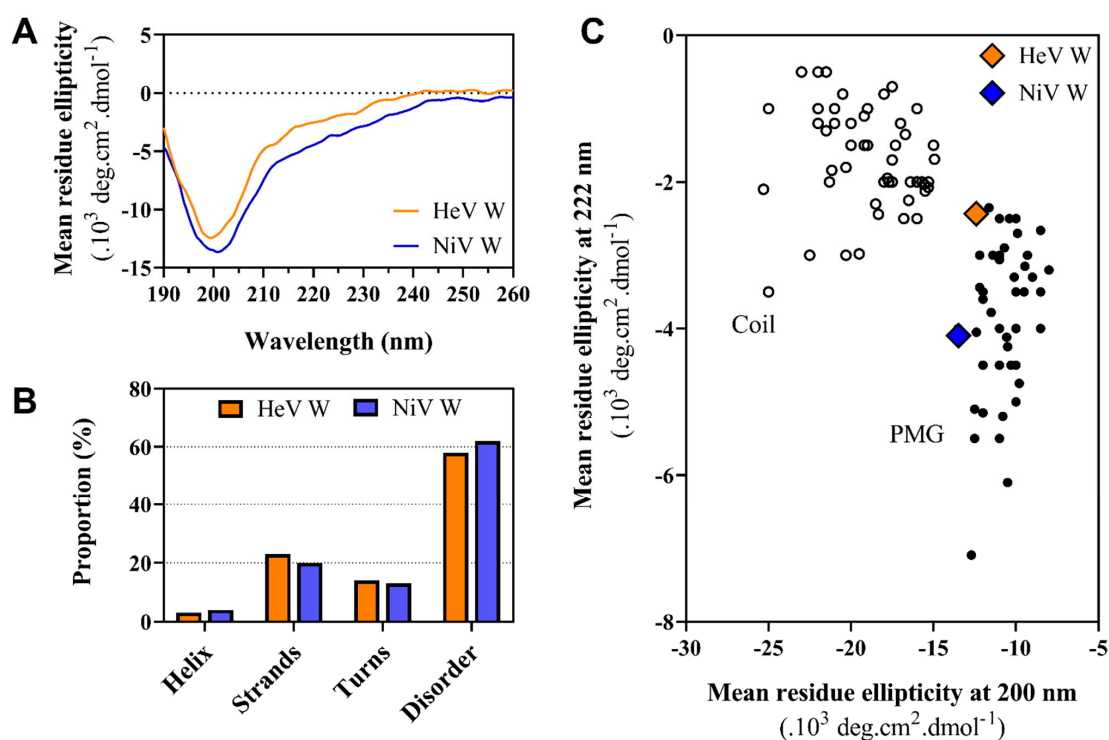 A
Mean residue ellipticity
(.10³ deg.cm².dmol⁻¹)
5
0
-5
-10
-15
HeV W
NiV W
190 200 210 220 230 240 250 260
Wavelength (nm)
B
Proportion (%)
80
60
40
20
0
HeV W NiV W
Helix
Strands
Turns
Disorder
C
Mean residue ellipticity at 222 nm
(.10³ deg.cm².dmol⁻¹)
0
-2
-4
-6
-8
HeV W
NiV W
Coil
PMG
-30 -25 -20 -15 -10 -5
Mean residue ellipticity at 200 nm
(.10³ deg.cm².dmol⁻¹)